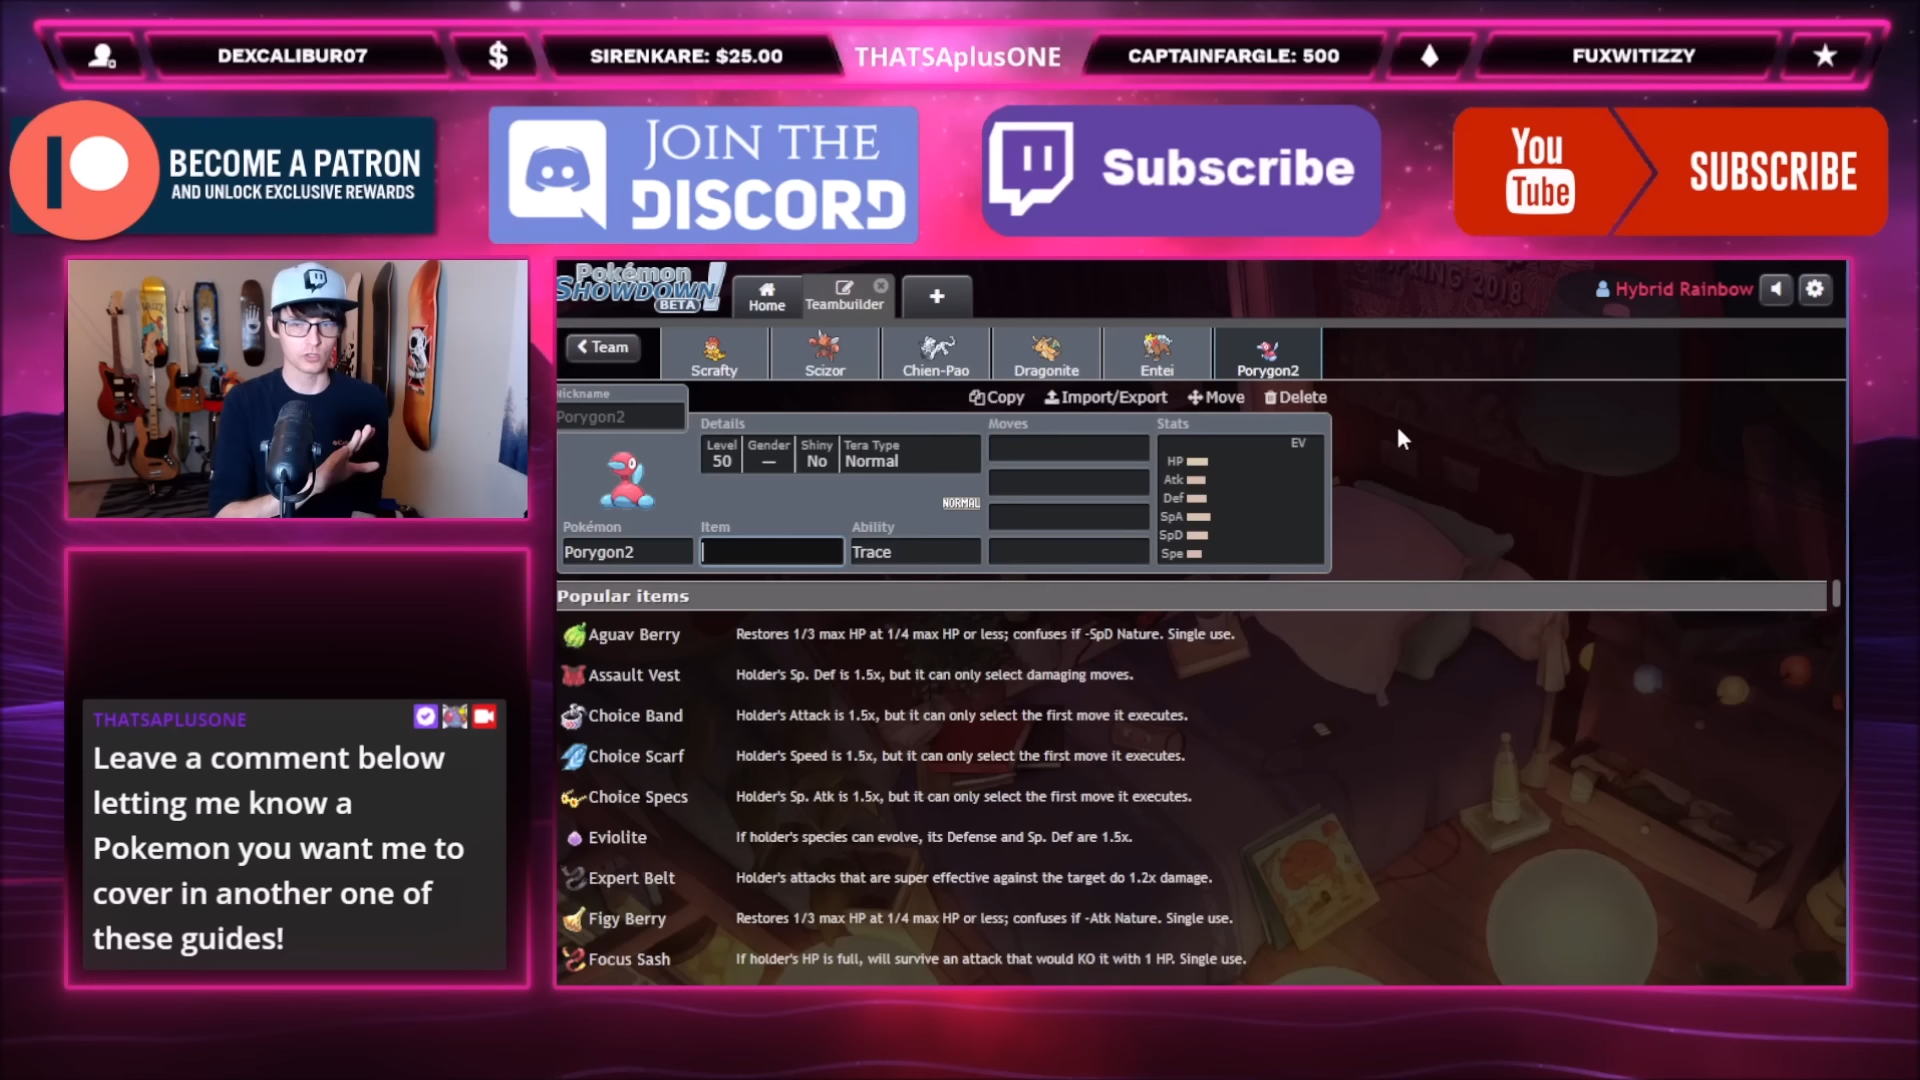 DEXCALIBUR07
$
SIRENKARE: $25.00
THATSAplusONE
CAPTAINFARGLE: 500
FUXWITIZZY
BECOME A PATRON
AND UNLOCK EXCLUSIVE REWARDS
JOIN THE
DISCORD
Subscribe
You
Tube
SUBSCRIBE
Pokémon
SHOWDOWN!
BETA
Home
Teambuilder
+
SPRING 2018
Hybrid Rainbow
Team
Scrafty
Scizor
Chien-Pao
Dragonite
Entei
Porygon2
Copy
Import/Export
Move
Delete
Nickname
Porygon2
Details
Level
50
Gender
—
Shiny
No
Tera Type
Normal
NORMAL
Pokémon
Porygon2
Item
Ability
Trace
Moves
Stats
EV
HP
Atk
Def
SpA
SpD
Spe
Popular items
Aguav Berry Restores 1/3 max HP at 1/4 max HP or less; confuses if -SpD Nature. Single use.
Assault Vest Holder's Sp. Def is 1.5x, but it can only select damaging moves.
Choice Band Holder's Attack is 1.5x, but it can only select the first move it executes.
Choice Scarf Holder's Speed is 1.5x, but it can only select the first move it executes.
Choice Specs Holder's Sp. Atk is 1.5x, but it can only select the first move it executes.
Eviolite If holder's species can evolve, its Defense and Sp. Def are 1.5x.
Expert Belt Holder's attacks that are super effective against the target do 1.2x damage.
Figy Berry Restores 1/3 max HP at 1/4 max HP or less; confuses if -Atk Nature. Single use.
Focus Sash If holder's HP is full, will survive an attack that would KO it with 1 HP. Single use.
THATSAPLUSONE
Leave a comment below
letting me know a
Pokemon you want me to
cover in another one of
these guides!